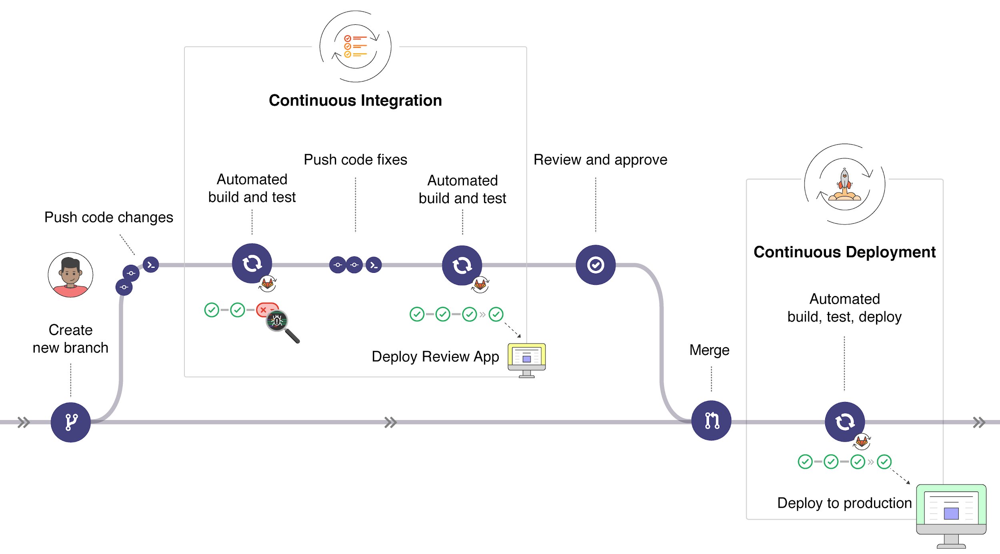 Continuous Integration
Push code fixes
Review and approve
Automated
build and test
Automated
build and test
Push code changes
Continuous Deployment
Automated
build, test, deploy
Create
new branch
Deploy Review App
Merge
Deploy to production